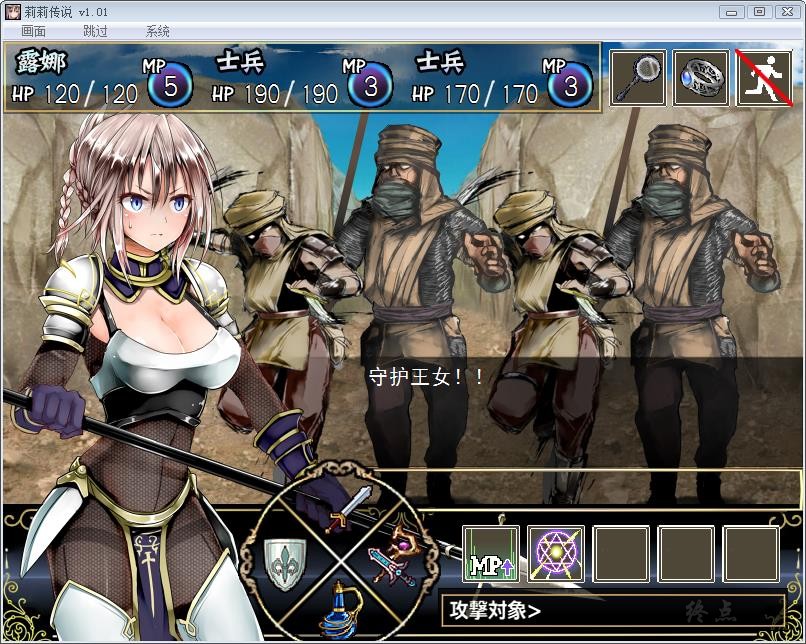 莉莉传说 v1.01
画面 跳过 系统
露娜 MP 5 士兵 MP 3 士兵 MP 3
HP 120/120 HP 190/190 HP 170/170
守护王女！！
MP↑
攻撃対象>
终点